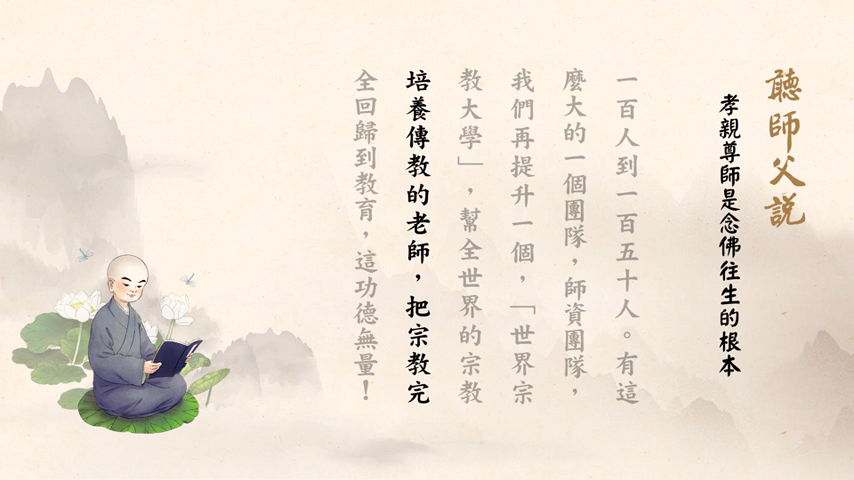 聽師父説
孝親尊師是念佛往生的根本
一百人到一百五十人。有這
麼大的一個團隊，師資團隊，
我們再提升一個，「世界宗
教大學」，幫全世界的宗教
培養傳教的老師，把宗教完
全回歸到教育，這功德無量！